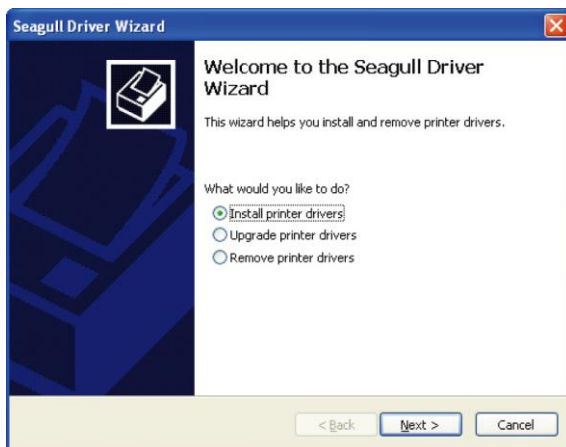 Seagull Driver Wizard
Welcome to the Seagull Driver
Wizard
This wizard helps you install and remove printer drivers.
What would you like to do?
Install printer drivers
Upgrade printer drivers
Remove printer drivers
< Back
Next >
Cancel